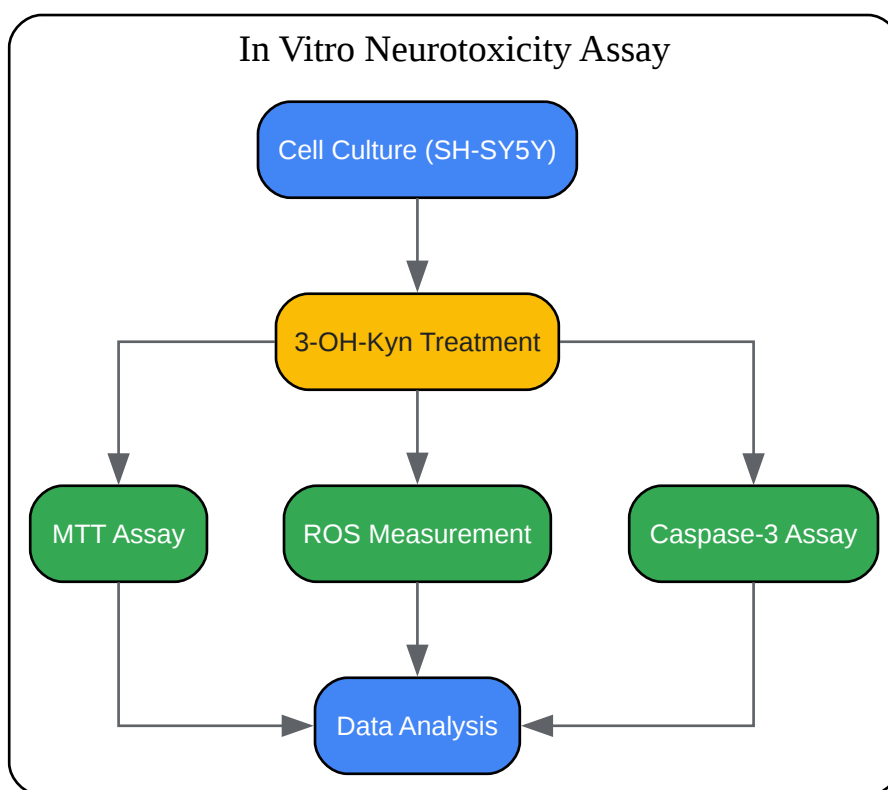 In Vitro Neurotoxicity Assay
Cell Culture (SH-SY5Y)
3-OH-Kyn Treatment
MTT Assay
ROS Measurement
Caspase-3 Assay
Data Analysis